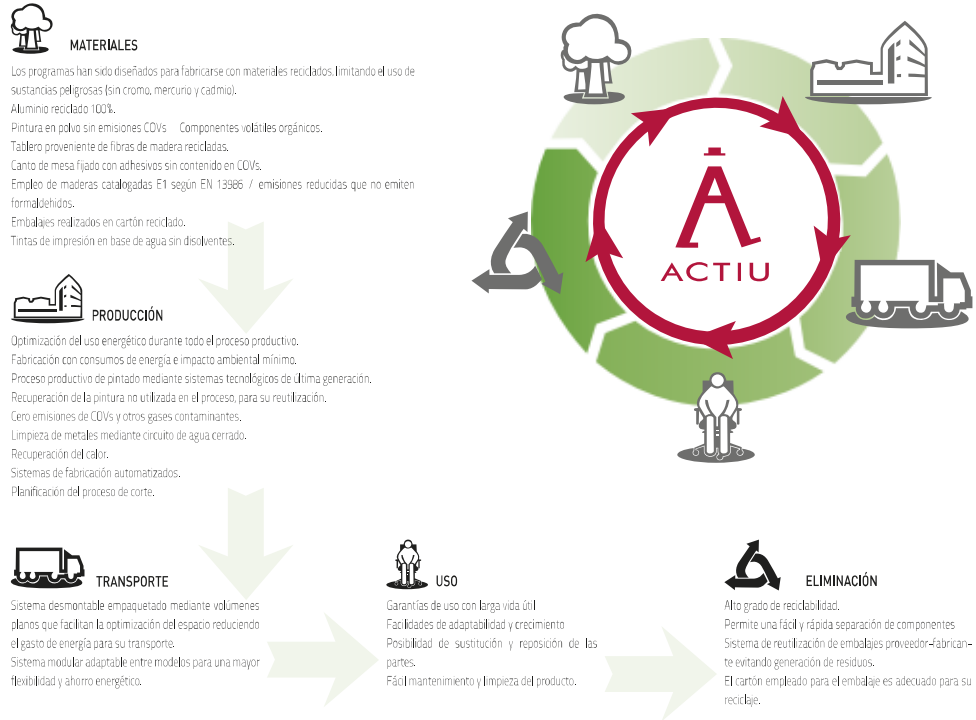 MATERIALES
Los programas han sido diseñados para fabricarse con materiales reciclados, limitando el uso de
sustancias peligrosas (sin cromo, mercurio y cadmio).
Aluminio reciclado 100%.
Pintura en polvo sin emisiones COVs Componentes volátiles orgánicos.
Tablero proveniente de fibras de madera recicladas.
Canto de mesa fijado con adhesivos sin contenido en COVs.
Empleo de maderas catalogadas E1 según EN 13986 / emisiones reducidas que no emiten
formaldehidos.
Embalajes realizados en cartón reciclado.
Tintas de impresión en base de agua sin disolventes.
ACTIU
PRODUCCIÓN
Optimización del uso energético durante todo el proceso productivo.
Fabricación con consumos de energía e impacto ambiental mínimo.
Proceso productivo de pintado mediante sistemas tecnológicos de última generación.
Recuperación de la pintura no utilizada en el proceso, para su reutilización.
Cero emisiones de COVs y otros gases contaminantes.
Limpieza de metales mediante circuito de agua cerrado.
Recuperación del calor.
Sistemas de fabricación automatizados.
Planificación del proceso de corte.
TRANSPORTE
Sistema desmontable empaquetado mediante volúmenes
planos que facilitan la optimización del espacio reduciendo
el gasto de energía para su transporte.
Sistema modular adaptable entre modelos para una mayor
flexibilidad y ahorro energético.
USO
Garantías de uso con larga vida útil
Facilidades de adaptabilidad y crecimiento
Posibilidad de sustitución y reposición de las
partes.
Fácil mantenimiento y limpieza del producto.
ELIMINACIÓN
Alto grado de reciclabilidad.
Permite una fácil y rápida separación de componentes
Sistema de reutilización de embalajes proveedor-fabrican-
te evitando generación de residuos.
El cartón empleado para el embalaje es adecuado para su
reciclaje.